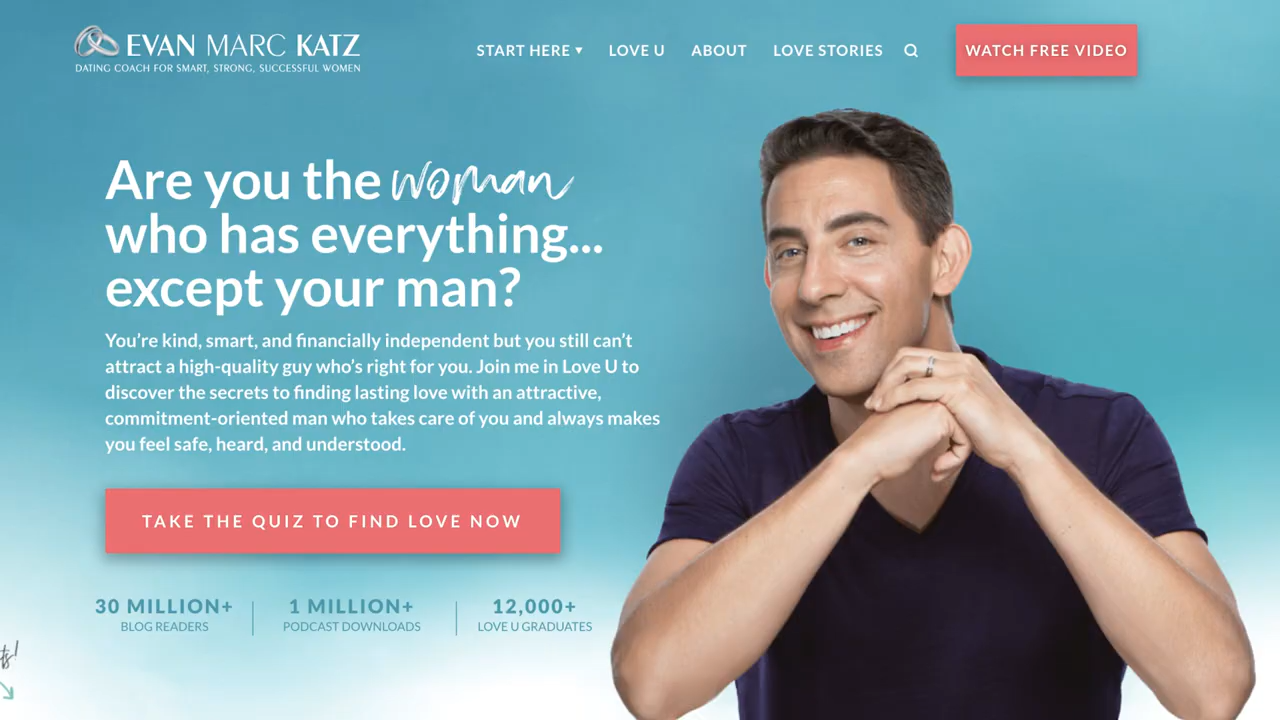 EVAN MARC KATZ
DATING COACH FOR SMART, STRONG, SUCCESSFUL WOMEN
START HERE ▾
LOVE U
ABOUT
LOVE STORIES
WATCH FREE VIDEO
Are you the woman
who has everything...
except your man?
You’re kind, smart, and financially independent but you still can’t
attract a high-quality guy who’s right for you. Join me in Love U to
discover the secrets to finding lasting love with an attractive,
commitment-oriented man who takes care of you and always makes
you feel safe, heard, and understood.
TAKE THE QUIZ TO FIND LOVE NOW
30 MILLION+
BLOG READERS
1 MILLION+
PODCAST DOWNLOADS
12,000+
LOVE U GRADUATES